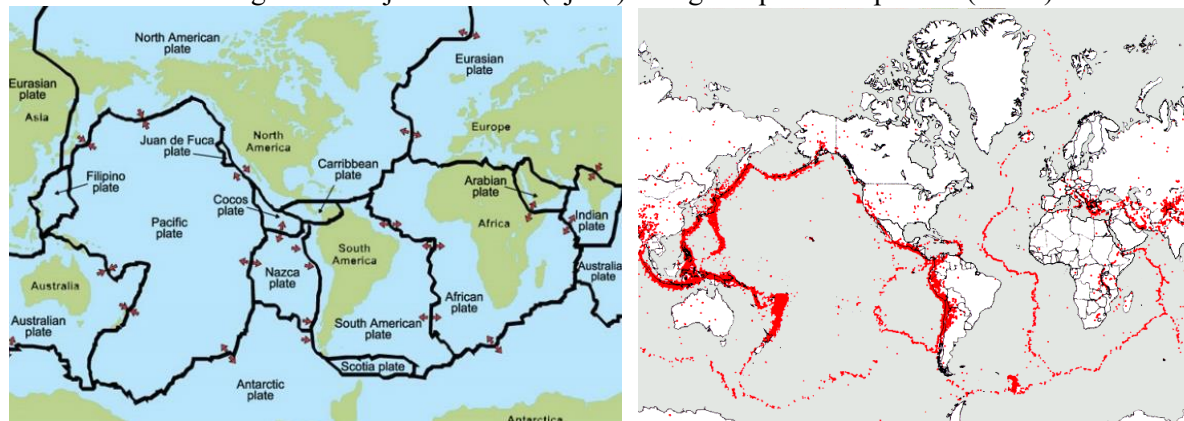 North American
plate
Eurasian
plate
Eurasian
plate
Asia
Juan de Fuca
plate
North
America
Europe
Carribbean
plate
Filipino
plate
Arabian
plate
Cocos
plate
Africa
Indian
plate
Pacific
plate
South
America
Nazca
plate
Australia
Australia
plate
African
plate
Australian
plate
South American
plate
Scotia plate
Antarctic
plate
Antarctica